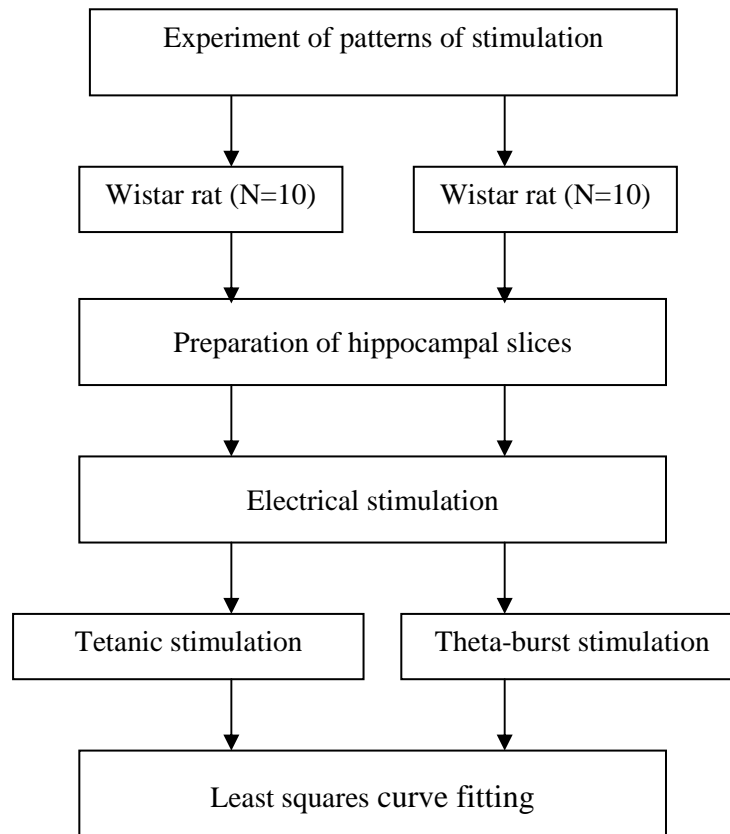 Experiment of patterns of stimulation
Wistar rat (N=10)
Wistar rat (N=10)
Preparation of hippocampal slices
Electrical stimulation
Tetanic stimulation
Theta-burst stimulation
Least squares curve fitting